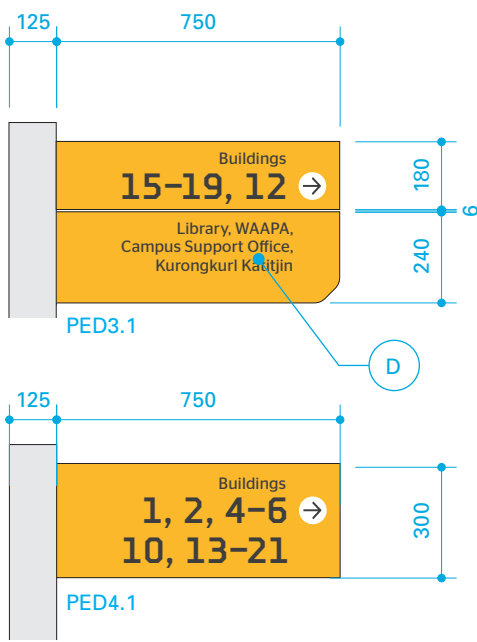 125 750
Buildings
15–19, 12 →
Library, WAAPA,
Campus Support Office,
Kurongkurl Katitjin
180
6
240
PED3.1
D
125 750
Buildings
1, 2, 4–6 →
10, 13–21
300
PED4.1